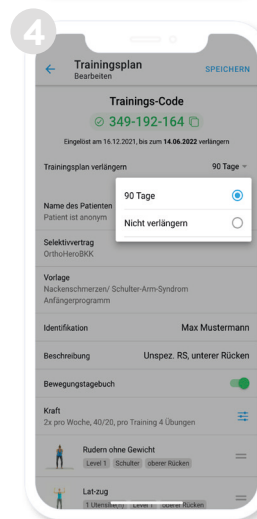 4
Trainingsplan
Bearbeiten
SPEICHERN
Trainings-Code
349-192-164
Eingelöst am 16.12.2021, bis zum 14.06.2022 verlängern
Trainingsplan verlängern
90 Tage
90 Tage
Nicht verlängern
Name des Patienten
Patient ist anonym
Selektivvertrag
OrthoHeroBKK
Vorlage
Nackenschmerzen/ Schulter-Arm-Syndrom
Anfängerprogramm
Identifikation
Max Mustermann
Beschreibung
Unspez. RS, unterer Rücken
Bewegungstagebuch
Kraft
2x pro Woche, 40/20, pro Training 4 Übungen
Rudern ohne Gewicht
Level 1 Schulter oberer Rücken
Lat-zug
1 Utensilie(n) Level 1 oberer Rücken